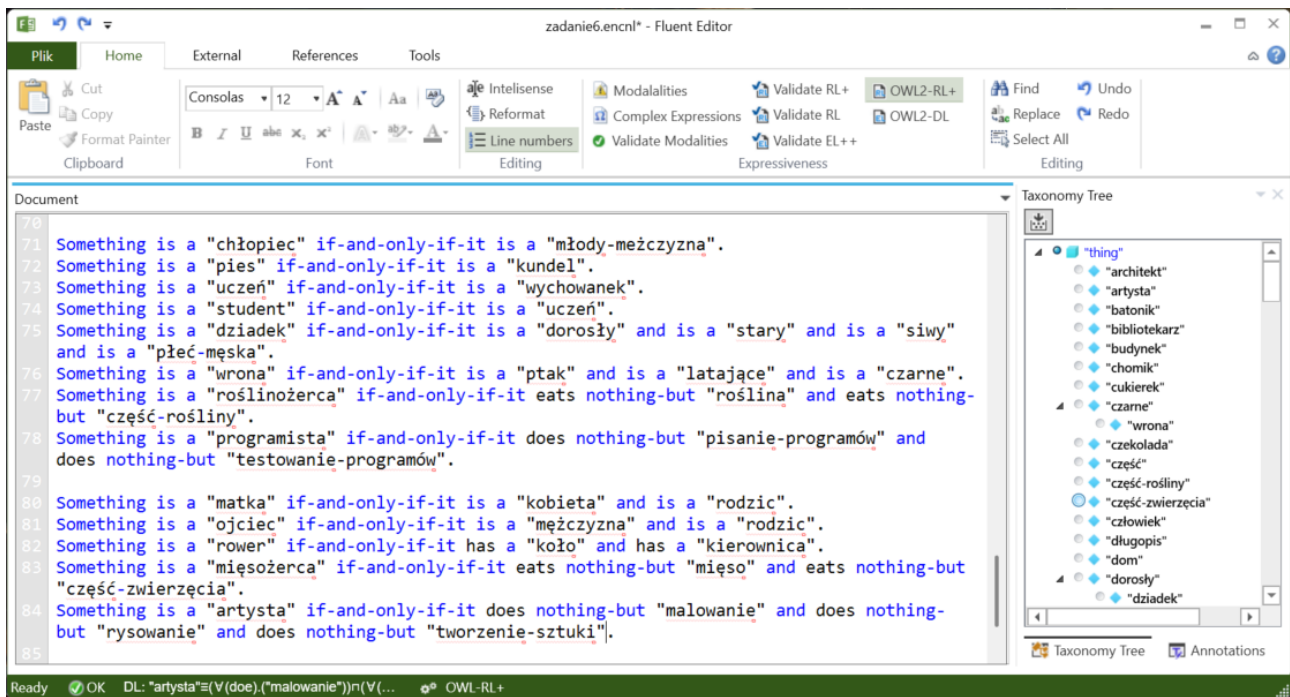 zadanie6.encnl* - Fluent Editor
Plik Home External References Tools
Paste Cut Copy Format Painter
Clipboard
Consolas 12 A A Aa
B I U abc x₂ x² A aby A
Font
Intelisense
Reformat
Line numbers
Editing
Modalalities Validate RL+ OWL2-RL+
Complex Expressions Validate RL OWL2-DL
Validate Modalities Validate EL++
Expressiveness
Find Undo
Replace Redo
Select All
Editing
Document
70
71 Something is a "chłopiec" if-and-only-if-it is a "młody-meżczyzna".
72 Something is a "pies" if-and-only-if-it is a "kundel".
73 Something is a "uczeń" if-and-only-if-it is a "wychowanek".
74 Something is a "student" if-and-only-if-it is a "uczeń".
75 Something is a "dziadek" if-and-only-if-it is a "dorosły" and is a "stary" and is a "siwy"
and is a "płeć-męska".
76 Something is a "wrona" if-and-only-if-it is a "ptak" and is a "latające" and is a "czarne".
77 Something is a "roślinożerca" if-and-only-if-it eats nothing-but "roślina" and eats nothing-
but "część-rośliny".
78 Something is a "programista" if-and-only-if-it does nothing-but "pisanie-programów" and
does nothing-but "testowanie-programów".
79
80 Something is a "matka" if-and-only-if-it is a "kobieta" and is a "rodzic".
81 Something is a "ojciec" if-and-only-if-it is a "mężczyzna" and is a "rodzic".
82 Something is a "rower" if-and-only-if-it has a "koło" and has a "kierownica".
83 Something is a "mięsożerca" if-and-only-if-it eats nothing-but "mięso" and eats nothing-but
"część-zwierzęcia".
84 Something is a "artysta" if-and-only-if-it does nothing-but "malowanie" and does nothing-
but "rysowanie" and does nothing-but "tworzenie-sztuki".
85
Taxonomy Tree
"thing"
"architekt"
"artysta"
"batonik"
"bibliotekarz"
"budynek"
"chomik"
"cukierek"
"czarne"
"wrona"
"czekolada"
"część"
"część-rośliny"
"część-zwierzęcia"
"człowiek"
"długopis"
"dom"
"dorosły"
"dziadek"
Taxonomy Tree Annotations
Ready OK DL: "artysta"≡(∀(doe).("malowanie"))⊓(∀(... OWL-RL+